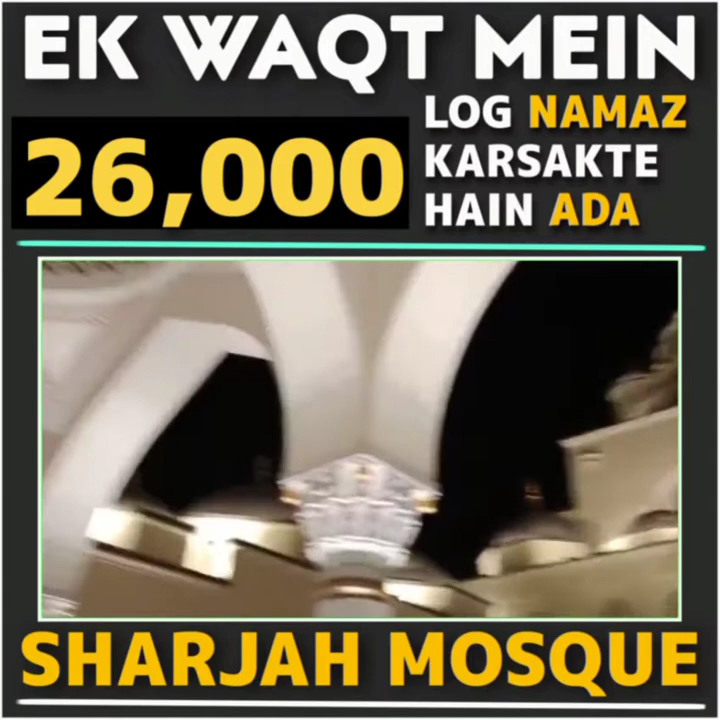 EK WAQT MEIN
26,000
LOG NAMAZ
KARSAKTE
HAIN ADA
SHARJAH MOSQUE